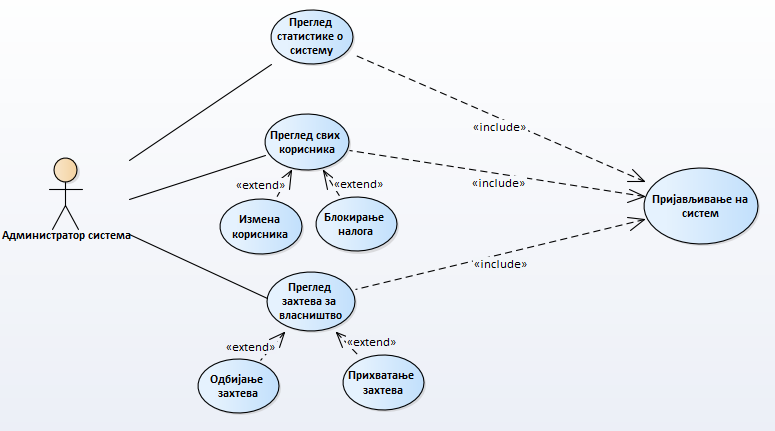 Преглед
статистике о
систему
«include»
Преглед свих
корисника
«extend»
«extend»
«include»
Измена
корисника
Блокирање
налога
Пријављивање на
систем
Администратор система
«include»
Преглед
захтева за
власништво
«extend»
«extend»
Одбијање
захтева
Прихватање
захтева